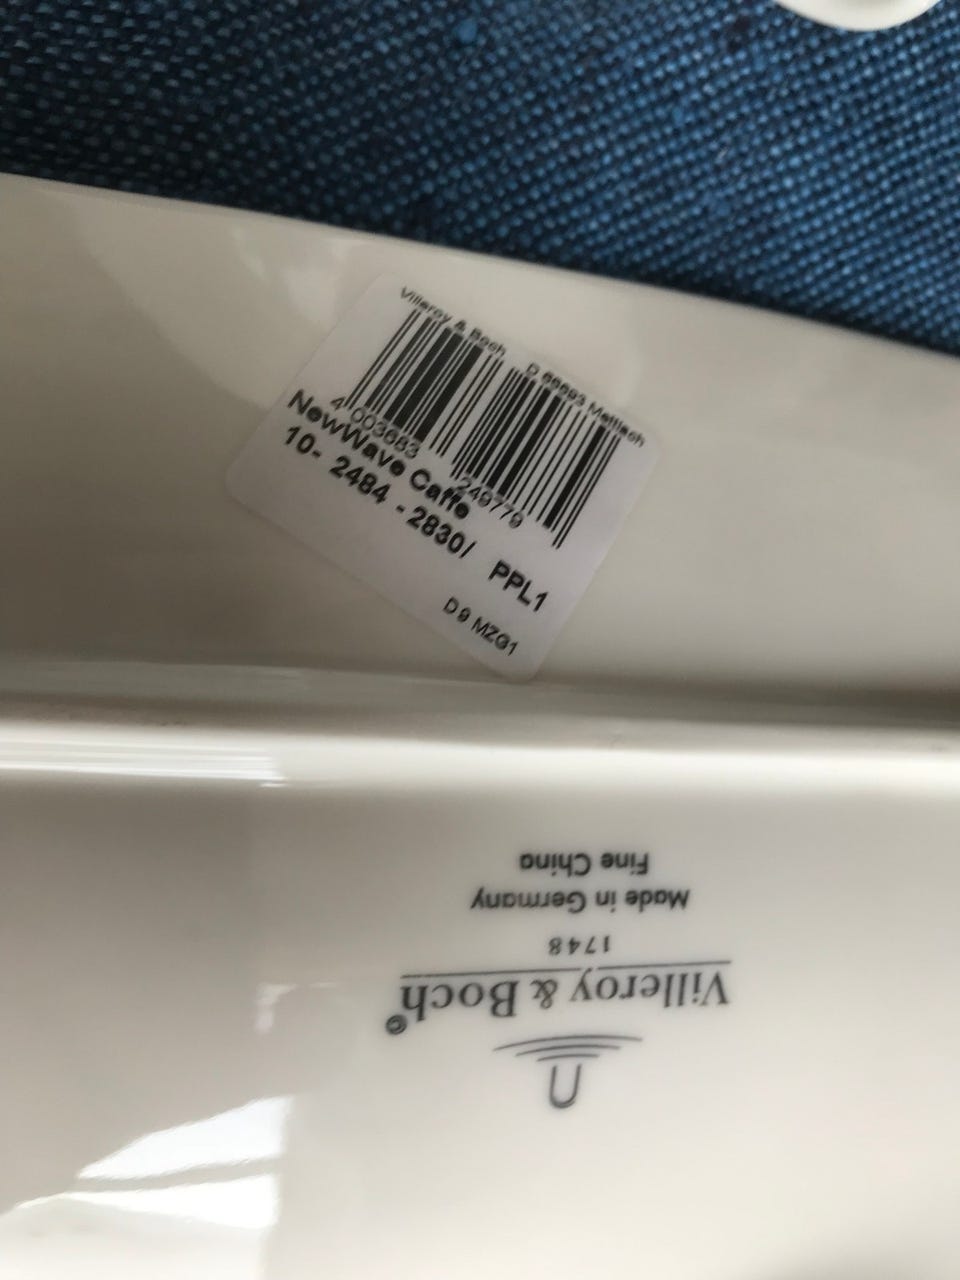 Villeroy & Boch D 66693 Mettlach
4 003683 249779
NewWave Caffe
10- 2484 - 2830/ PPL1
D9 MZG1
Villeroy & Boch©
1748
Made in Germany
Fine China